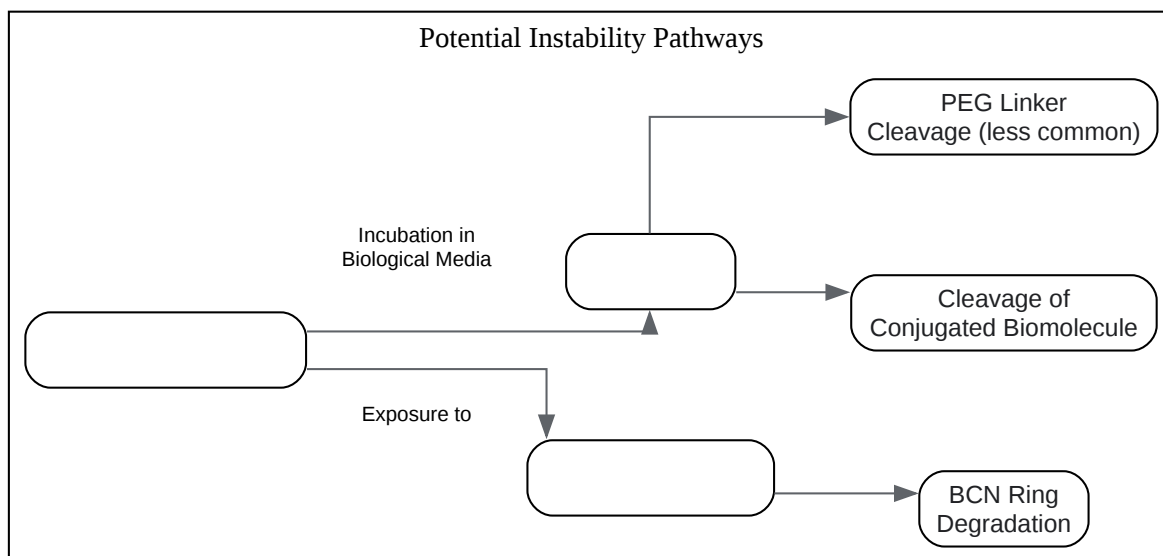 Potential Instability Pathways
PEG Linker
Cleavage (less common)
Incubation in
Biological Media
Cleavage of
Conjugated Biomolecule
Exposure to
BCN Ring
Degradation